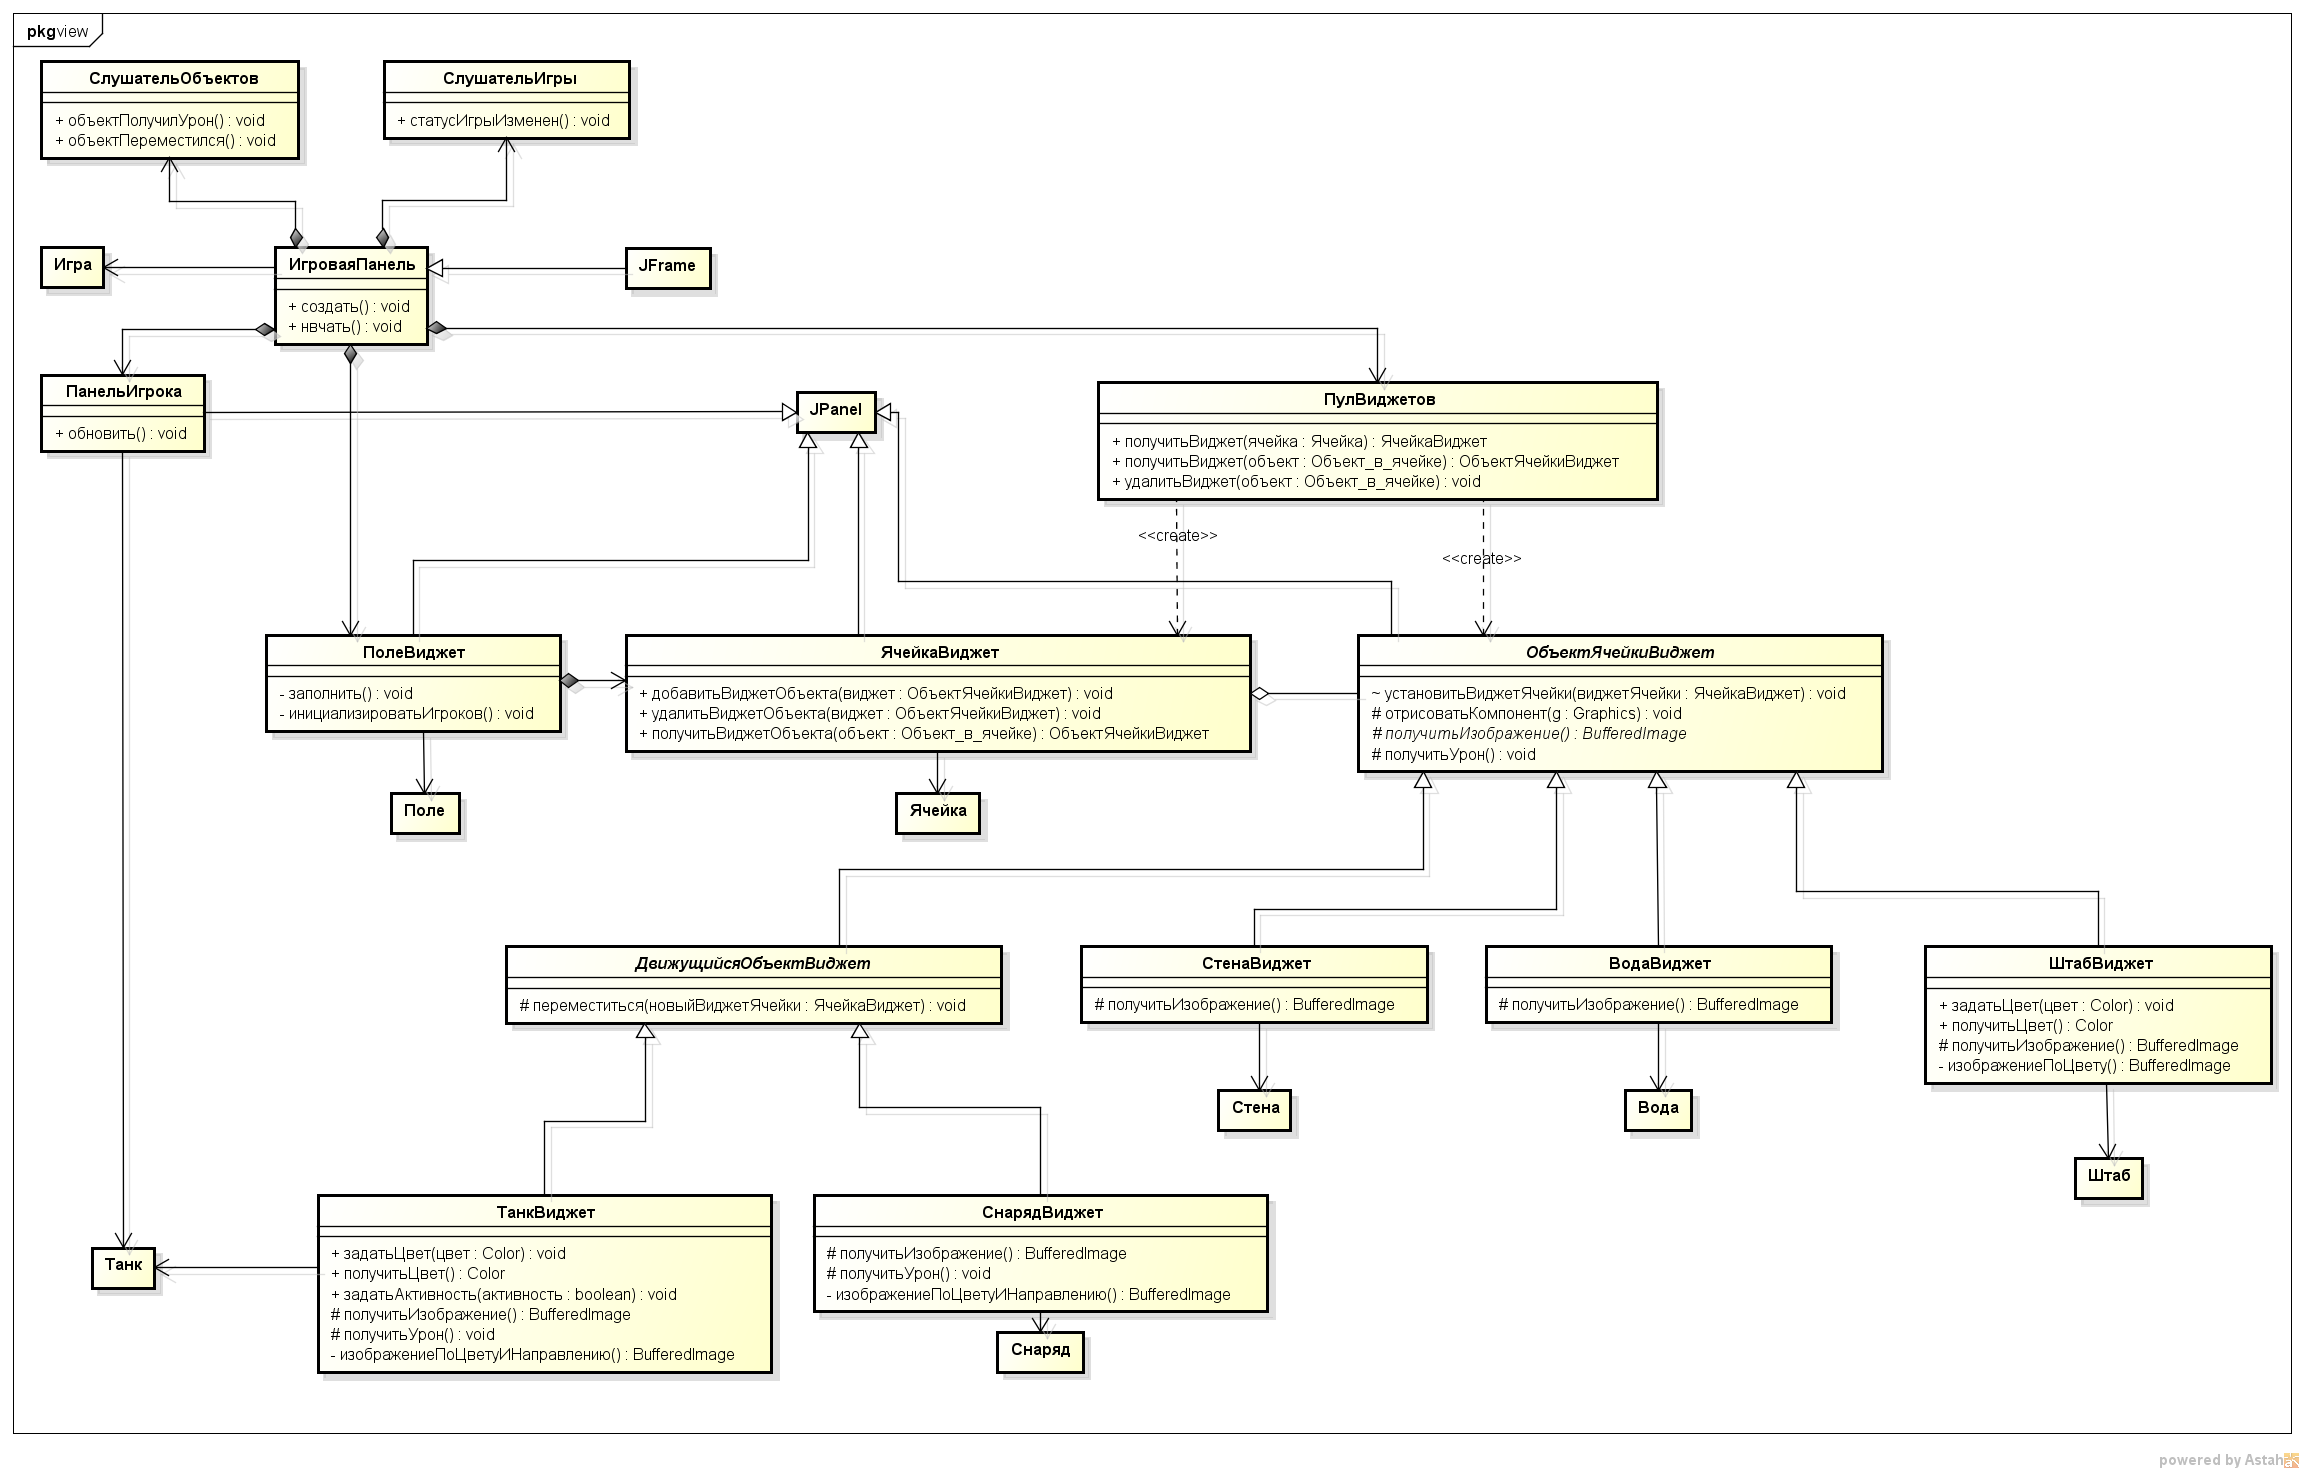 pkg view
СлушательОбъектов
+ объектПолучилУрон() : void
+ объектПереместился() : void
СлушательИгры
+ статусИгрыИзменен() : void
Игра
ИгроваяПанель
+ создать() : void
+ нвчать() : void
JFrame
ПанельИгрока
+ обновить() : void
JPanel
ПулВиджетов
+ получитьВиджет(ячейка : Ячейка) : ЯчейкаВиджет
+ получитьВиджет(объект : Объект_в_ячейке) : ОбъектЯчейкиВиджет
+ удалитьВиджет(объект : Объект_в_ячейке) : void
<<create>>
<<create>>
ПолеВиджет
- заполнить() : void
- инициализироватьИгроков() : void
ЯчейкаВиджет
+ добавитьВиджетОбъекта(виджет : ОбъектЯчейкиВиджет) : void
+ удалитьВиджетОбъекта(виджет : ОбъектЯчейкиВиджет) : void
+ получитьВиджетОбъекта(объект : Объект_в_ячейке) : ОбъектЯчейкиВиджет
ОбъектЯчейкиВиджет
~ установитьВиджетЯчейки(виджетЯчейки : ЯчейкаВиджет) : void
# отрисоватьКомпонент(g : Graphics) : void
# получитьИзображение() : BufferedImage
# получитьУрон() : void
Поле
Ячейка
ДвижущийсяОбъектВиджет
# переместиться(новыйВиджетЯчейки : ЯчейкаВиджет) : void
СтенаВиджет
# получитьИзображение() : BufferedImage
ВодаВиджет
# получитьИзображение() : BufferedImage
ШтабВиджет
+ задатьЦвет(цвет : Color) : void
+ получитьЦвет() : Color
# получитьИзображение() : BufferedImage
- изображениеПоЦвету() : BufferedImage
Стена
Вода
Штаб
Танк
ТанкВиджет
+ задатьЦвет(цвет : Color) : void
+ получитьЦвет() : Color
+ задатьАктивность(активность : boolean) : void
# получитьИзображение() : BufferedImage
# получитьУрон() : void
- изображениеПоЦветуИНаправлению() : BufferedImage
СнарядВиджет
# получитьИзображение() : BufferedImage
# получитьУрон() : void
- изображениеПоЦветуИНаправлению() : BufferedImage
Снаряд
powered by Astah